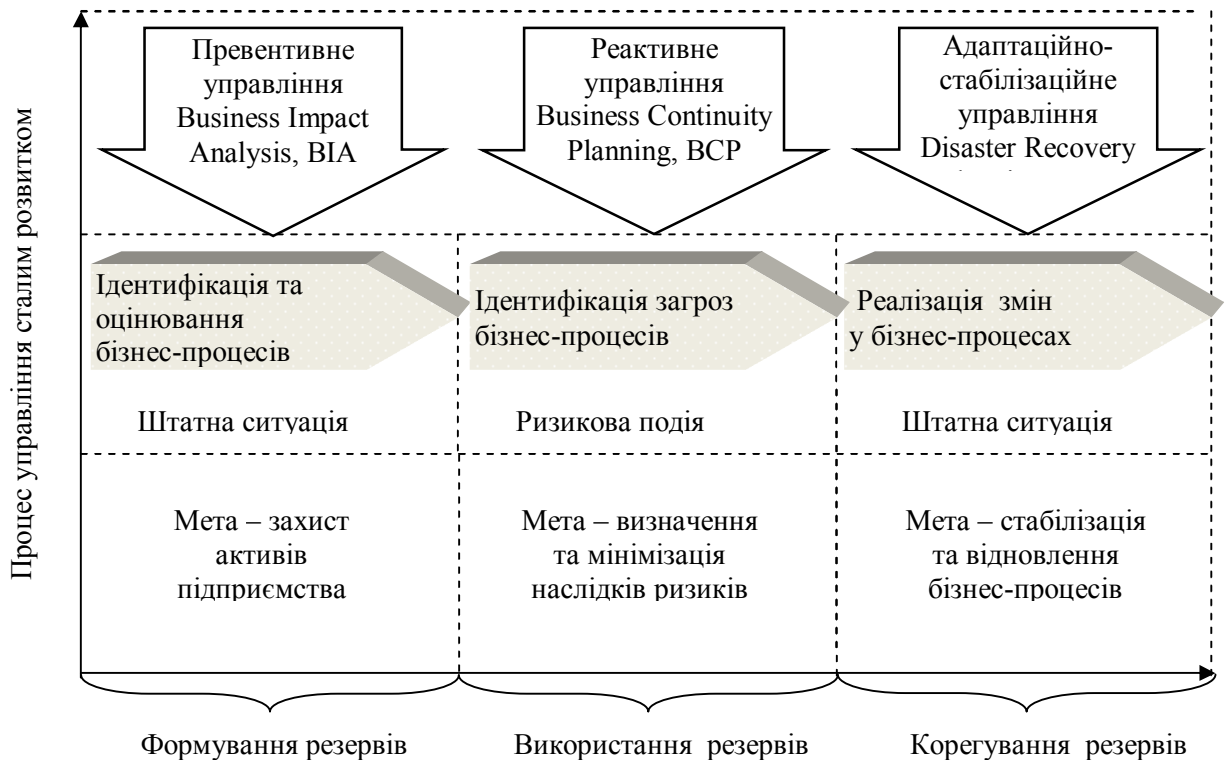 Процес управління сталим розвитком
Превентивне
управління
Business Impact
Analysis, BIA
Реактивне
управління
Business Continuity
Planning, BCP
Адаптаційно-
стабілізаційне
управління
Disaster Recovery
Ідентифікація та
оцінювання
бізнес-процесів
Ідентифікація загроз
бізнес-процесів
Реалізація змін
у бізнес-процесах
Штатна ситуація
Ризикова подія
Штатна ситуація
Мета – захист
активів
підприємства
Мета – визначення
та мінімізація
наслідків ризиків
Мета – стабілізація
та відновлення
бізнес-процесів
Формування резервів
Використання резервів
Корегування резервів